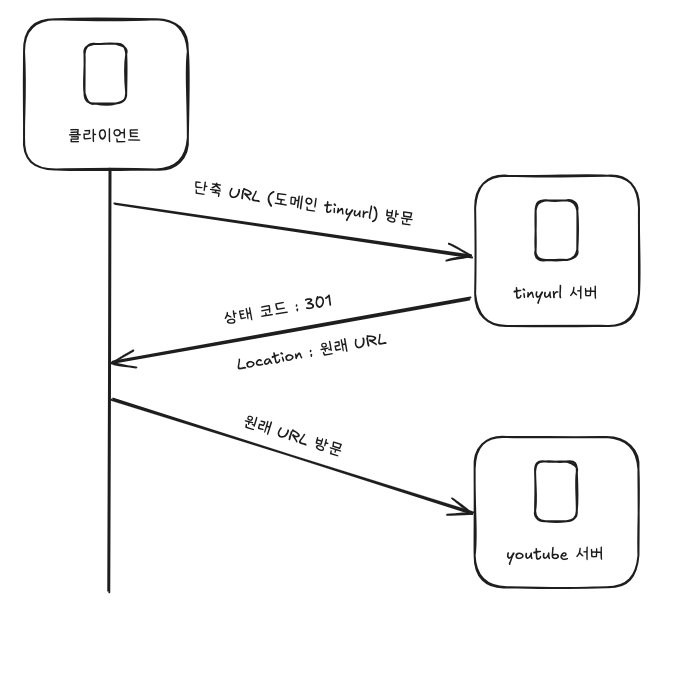 클라이언트
단축 URL (도메인 tinyurl) 방문
tinyurl 서버
상태 코드 : 301
Location : 원래 URL
원래 URL 방문
youtube 서버